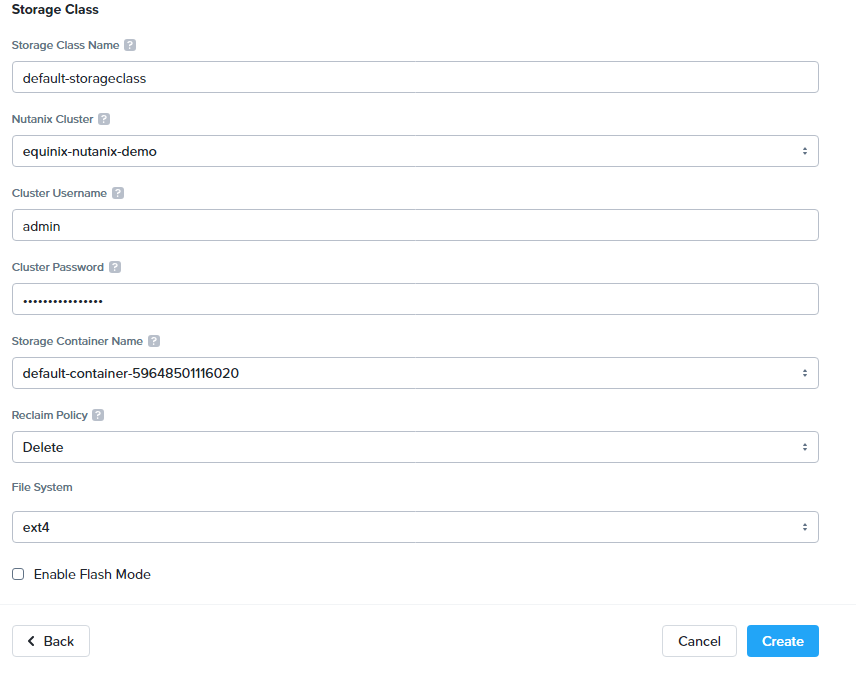 Storage Class
Storage Class Name ?
default-storageclass
Nutanix Cluster ?
equinix-nutanix-demo
Cluster Username ?
admin
Cluster Password ?
••••••••••••••••
Storage Container Name ?
default-container-59648501116020
Reclaim Policy ?
Delete
File System
ext4
Enable Flash Mode
Back Cancel Create